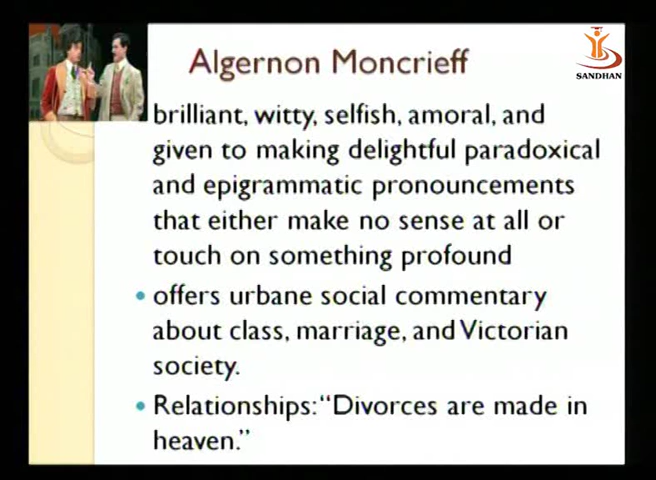 Algernon Moncrieff
SANDHAN
brilliant, witty, selfish, amoral, and
given to making delightful paradoxical
and epigrammatic pronouncements
that either make no sense at all or
touch on something profound
• offers urbane social commentary
about class, marriage, and Victorian
society.
• Relationships: “Divorces are made in
heaven.”